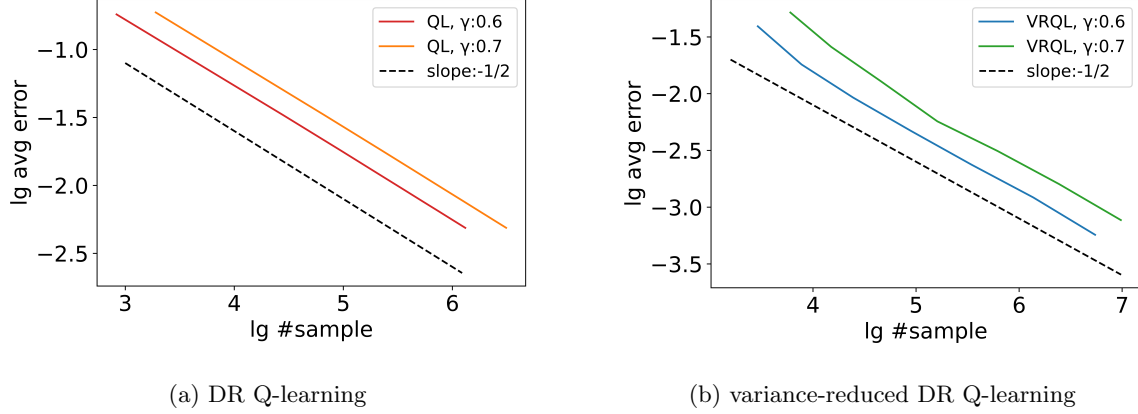 QL, γ:0.6
QL, γ:0.7
slope:-1/2
lg avg error
−1.0
−1.5
−2.0
−2.5
3 4 5 6
lg #sample
(a) DR Q-learning
VRQL, γ:0.6
VRQL, γ:0.7
slope:-1/2
lg avg error
−1.5
−2.0
−2.5
−3.0
−3.5
4 5 6 7
lg #sample
(b) variance-reduced DR Q-learning